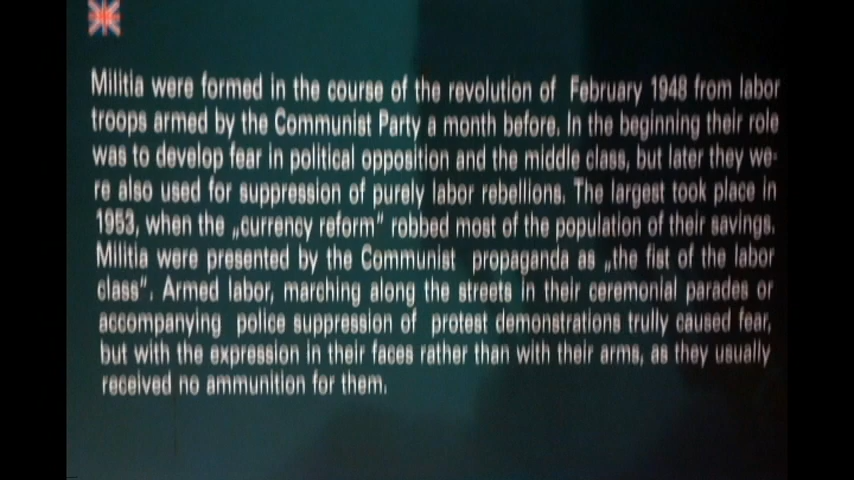 Militia were formed in the course of the revolution of February 1948 from labor
troops armed by the Communist Party a month before. In the beginning their role
was to develop fear in political opposition and the middle class, but later they we-
re also used for suppression of purely labor rebellions. The largest took place in
1953, when the „currency reform" robbed most of the population of their savings.
Militia were presented by the Communist propaganda as „the fist of the labor
class". Armed labor, marching along the streets in their ceremonial parades or
accompanying police suppression of protest demonstrations trully caused fear,
but with the expression in their faces rather than with their arms, as they usually
received no ammunition for them.